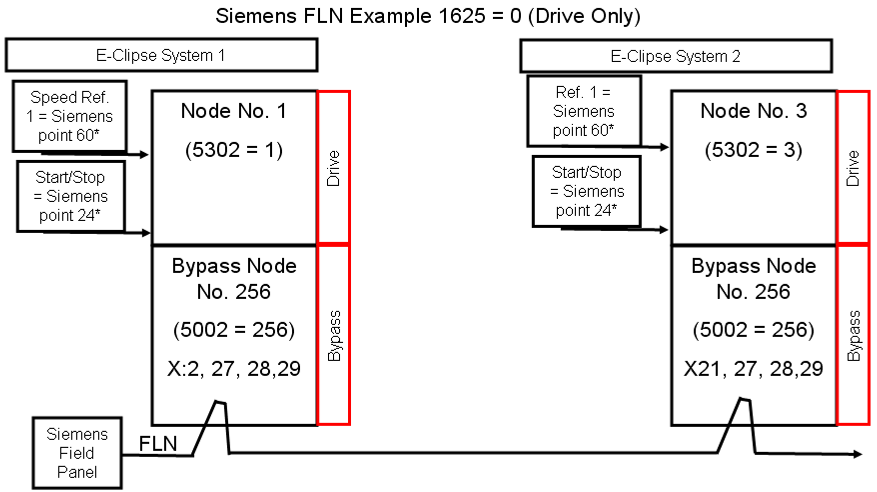 Siemens FLN Example 1625 = 0 (Drive Only)
E-Clipse System 1
Speed Ref.
1 = Siemens
point 60*
Start/Stop
= Siemens
point 24*
Node No. 1
(5302 = 1)
Drive
Bypass Node
No. 256
(5002 = 256)
X:2, 27, 28,29
Bypass
E-Clipse System 2
Ref. 1 =
Siemens
point 60*
Start/Stop
= Siemens
point 24*
Node No. 3
(5302 = 3)
Drive
Bypass Node
No. 256
(5002 = 256)
X21, 27, 28,29
Bypass
Siemens
Field
Panel
FLN